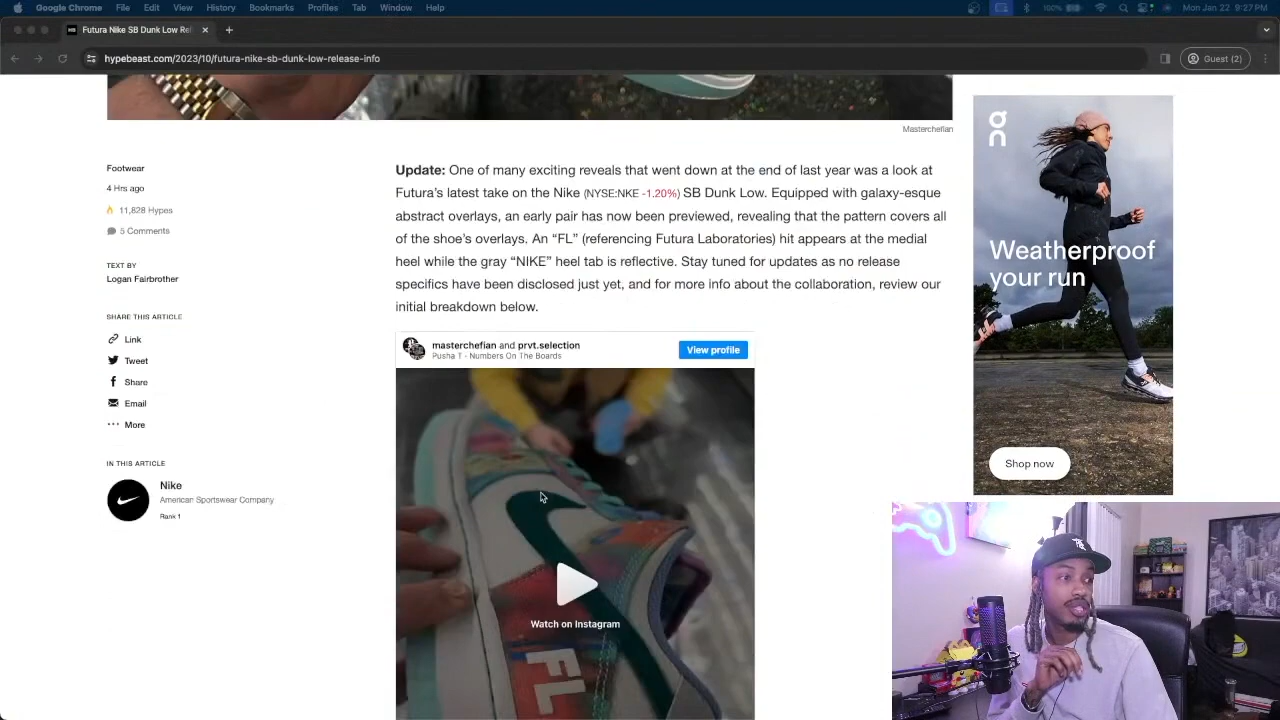 Google Chrome File Edit View History Bookmarks Profiles Tab Window Help
100%
Mon Jan 22 9:27 PM
Futura Nike SB Dunk Low Rel
hypebeast.com/2023/10/futura-nike-sb-dunk-low-release-info
Guest (2)
Masterchefian
Footwear
4 Hrs ago
11,828 Hypes
5 Comments
TEXT BY
Logan Fairbrother
SHARE THIS ARTICLE
Link
Tweet
Share
Email
More
IN THIS ARTICLE
Nike
American Sportswear Company
Rank 1
Update: One of many exciting reveals that went down at the end of last year was a look at
Futura’s latest take on the Nike (NYSE:NKE -1.20%) SB Dunk Low. Equipped with galaxy-esque
abstract overlays, an early pair has now been previewed, revealing that the pattern covers all
of the shoe’s overlays. An “FL” (referencing Futura Laboratories) hit appears at the medial
heel while the gray “NIKE” heel tab is reflective. Stay tuned for updates as no release
specifics have been disclosed just yet, and for more info about the collaboration, review our
initial breakdown below.
masterchefian and prvt.selection
Pusha T · Numbers On The Boards
View profile
Watch on Instagram
FL
on
Weatherproof
your run
Shop now